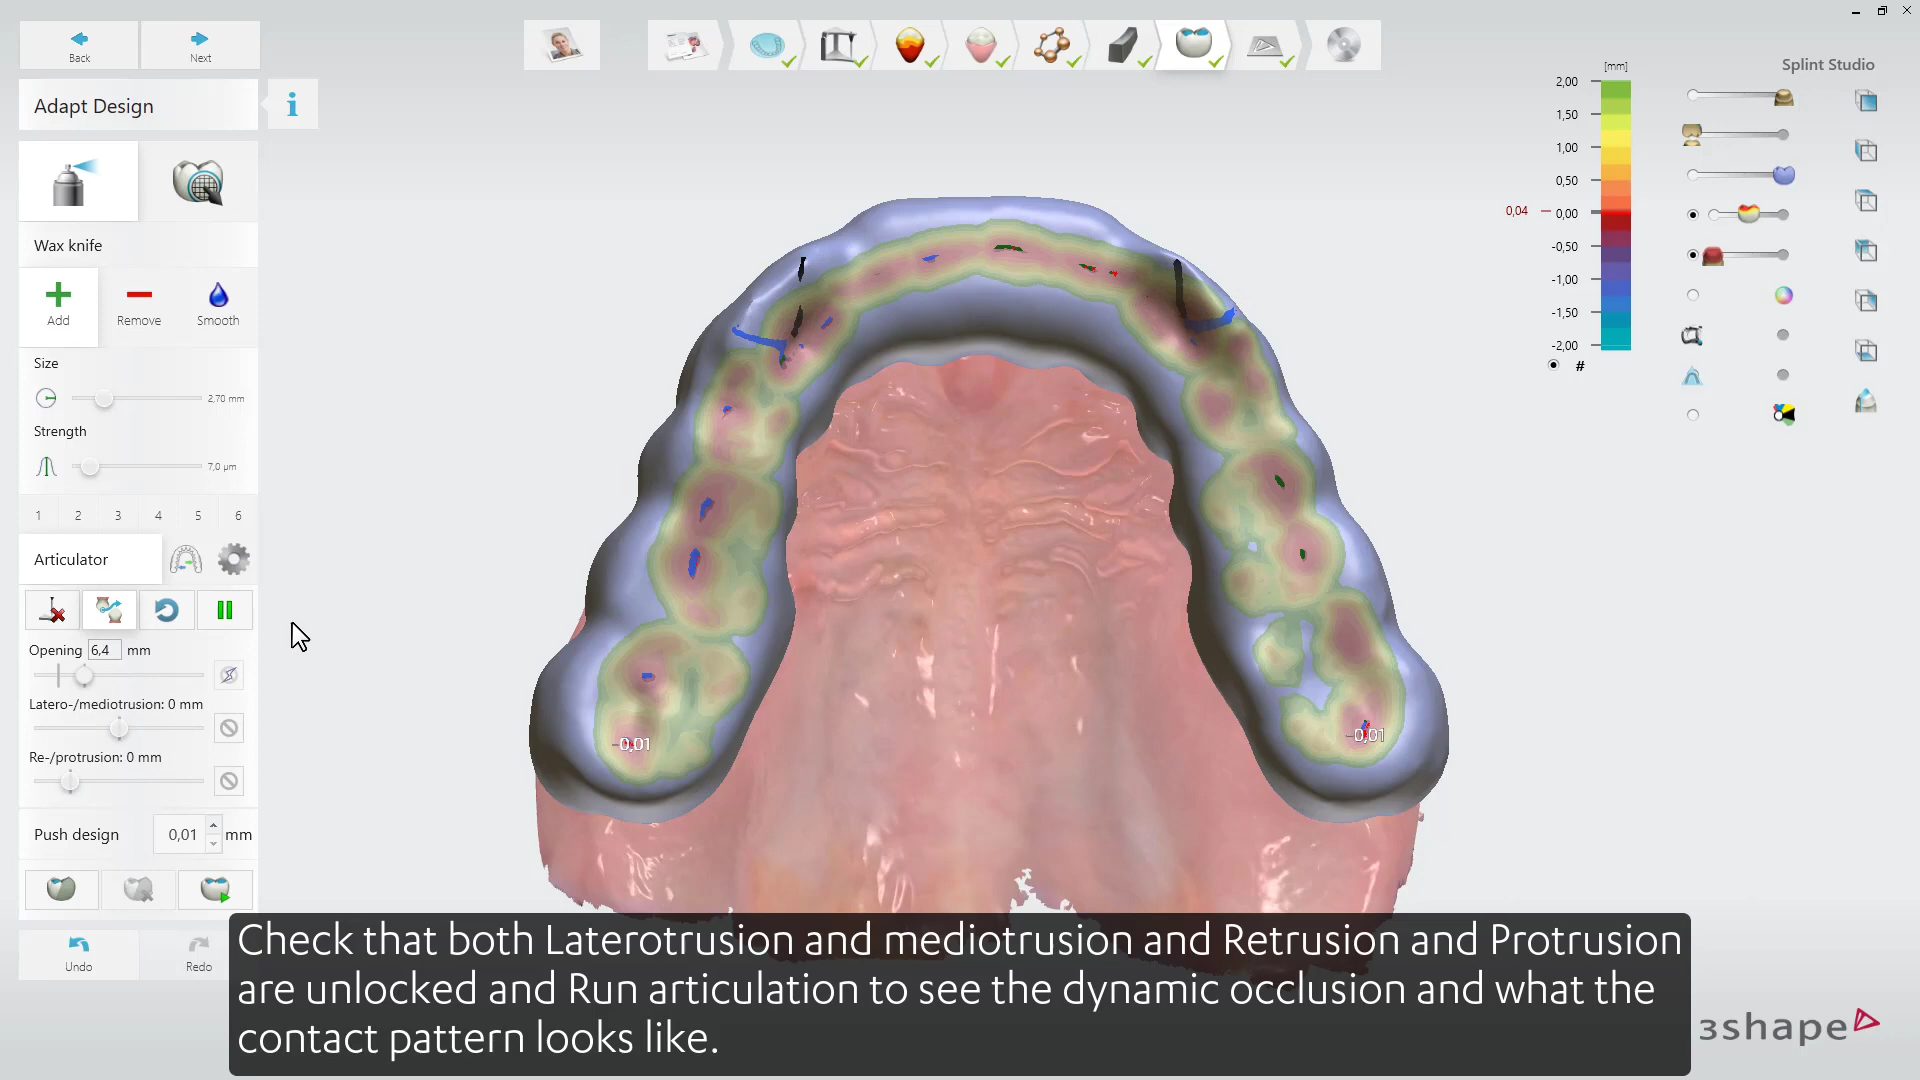 Back
Next
Splint Studio
Adapt Design
i
[mm]
2,00
1,50
1,00
0,50
0,04
0,00
-0,50
-1,00
-1,50
-2,00
#
Wax knife
Add
Remove
Smooth
Size
2,70 mm
Strength
7,0 µm
1 2 3 4 5 6
Articulator
Opening 6,4 mm
Latero-/mediotrusion: 0 mm
Re-/protrusion: 0 mm
-0,01
-0,01
Push design 0,01 mm
Undo
Redo
Check that both Laterotrusion and mediotrusion and Retrusion and Protrusion
are unlocked and Run articulation to see the dynamic occlusion and what the
contact pattern looks like.
3shape